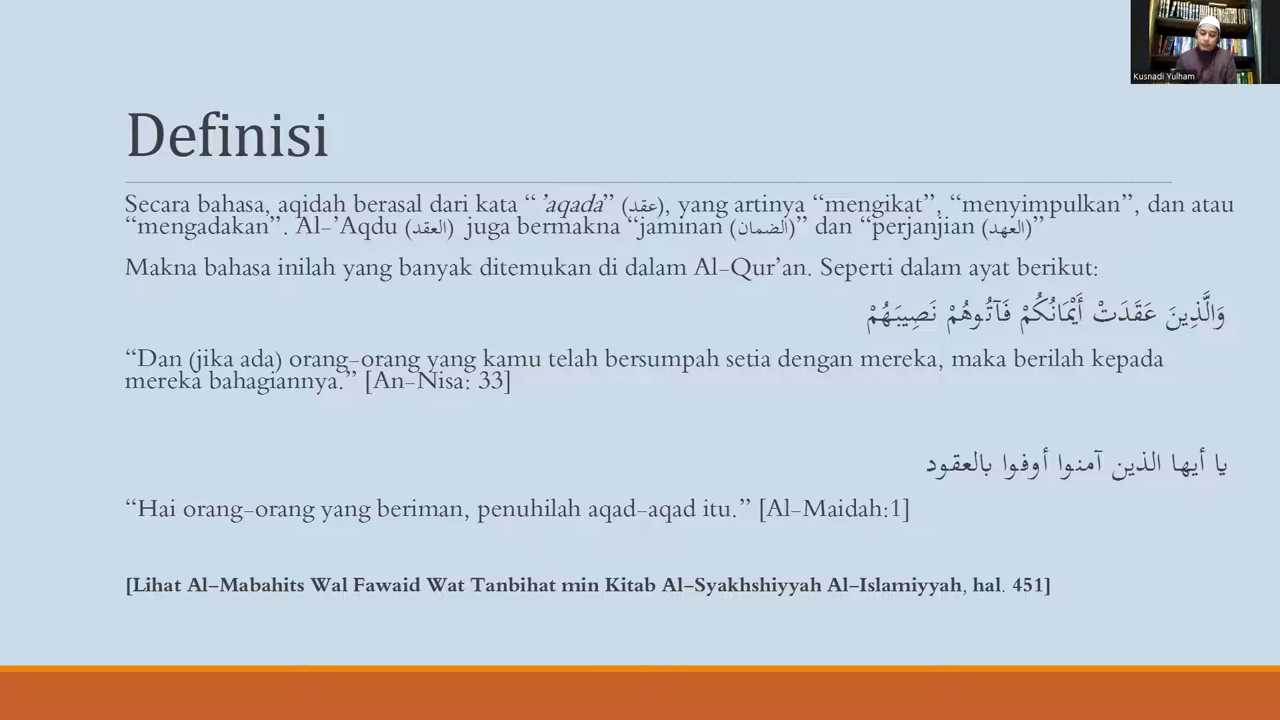 Kusnadi Yulham
Definisi
Secara bahasa, aqidah berasal dari kata “ ’aqada” (عقد), yang artinya “mengikat”, “menyimpulkan”, dan atau
“mengadakan”. Al-’Aqdu (العقد) juga bermakna “jaminan (الضمان)” dan “perjanjian (العهد)”
Makna bahasa inilah yang banyak ditemukan di dalam Al-Qur’an. Seperti dalam ayat berikut:
وَالَّذِينَ عَقَدَتْ أَيْمَانُكُمْ فَآتُوهُمْ نَصِيبَهُمْ
“Dan (jika ada) orang-orang yang kamu telah bersumpah setia dengan mereka, maka berilah kepada
mereka bahagiannya.” [An-Nisa: 33]
يا أيها الذين آمنوا أوفوا بالعقود
“Hai orang-orang yang beriman, penuhilah aqad-aqad itu.” [Al-Maidah:1]
[Lihat Al-Mabahits Wal Fawaid Wat Tanbihat min Kitab Al-Syakhshiyyah Al-Islamiyyah, hal. 451]